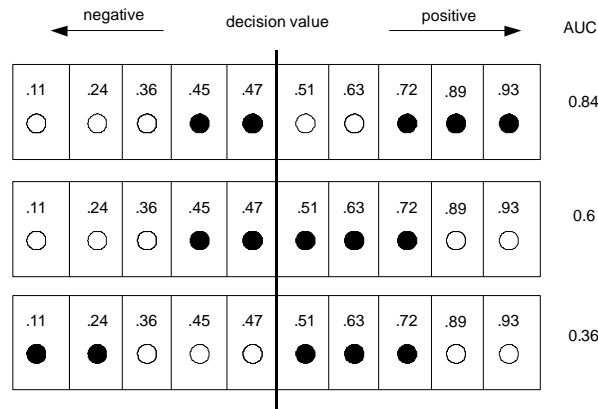 negative decision value positive AUC
.11 .24 .36 .45 .47 .51 .63 .72 .89 .93 0.84
.11 .24 .36 .45 .47 .51 .63 .72 .89 .93 0.6
.11 .24 .36 .45 .47 .51 .63 .72 .89 .93 0.36